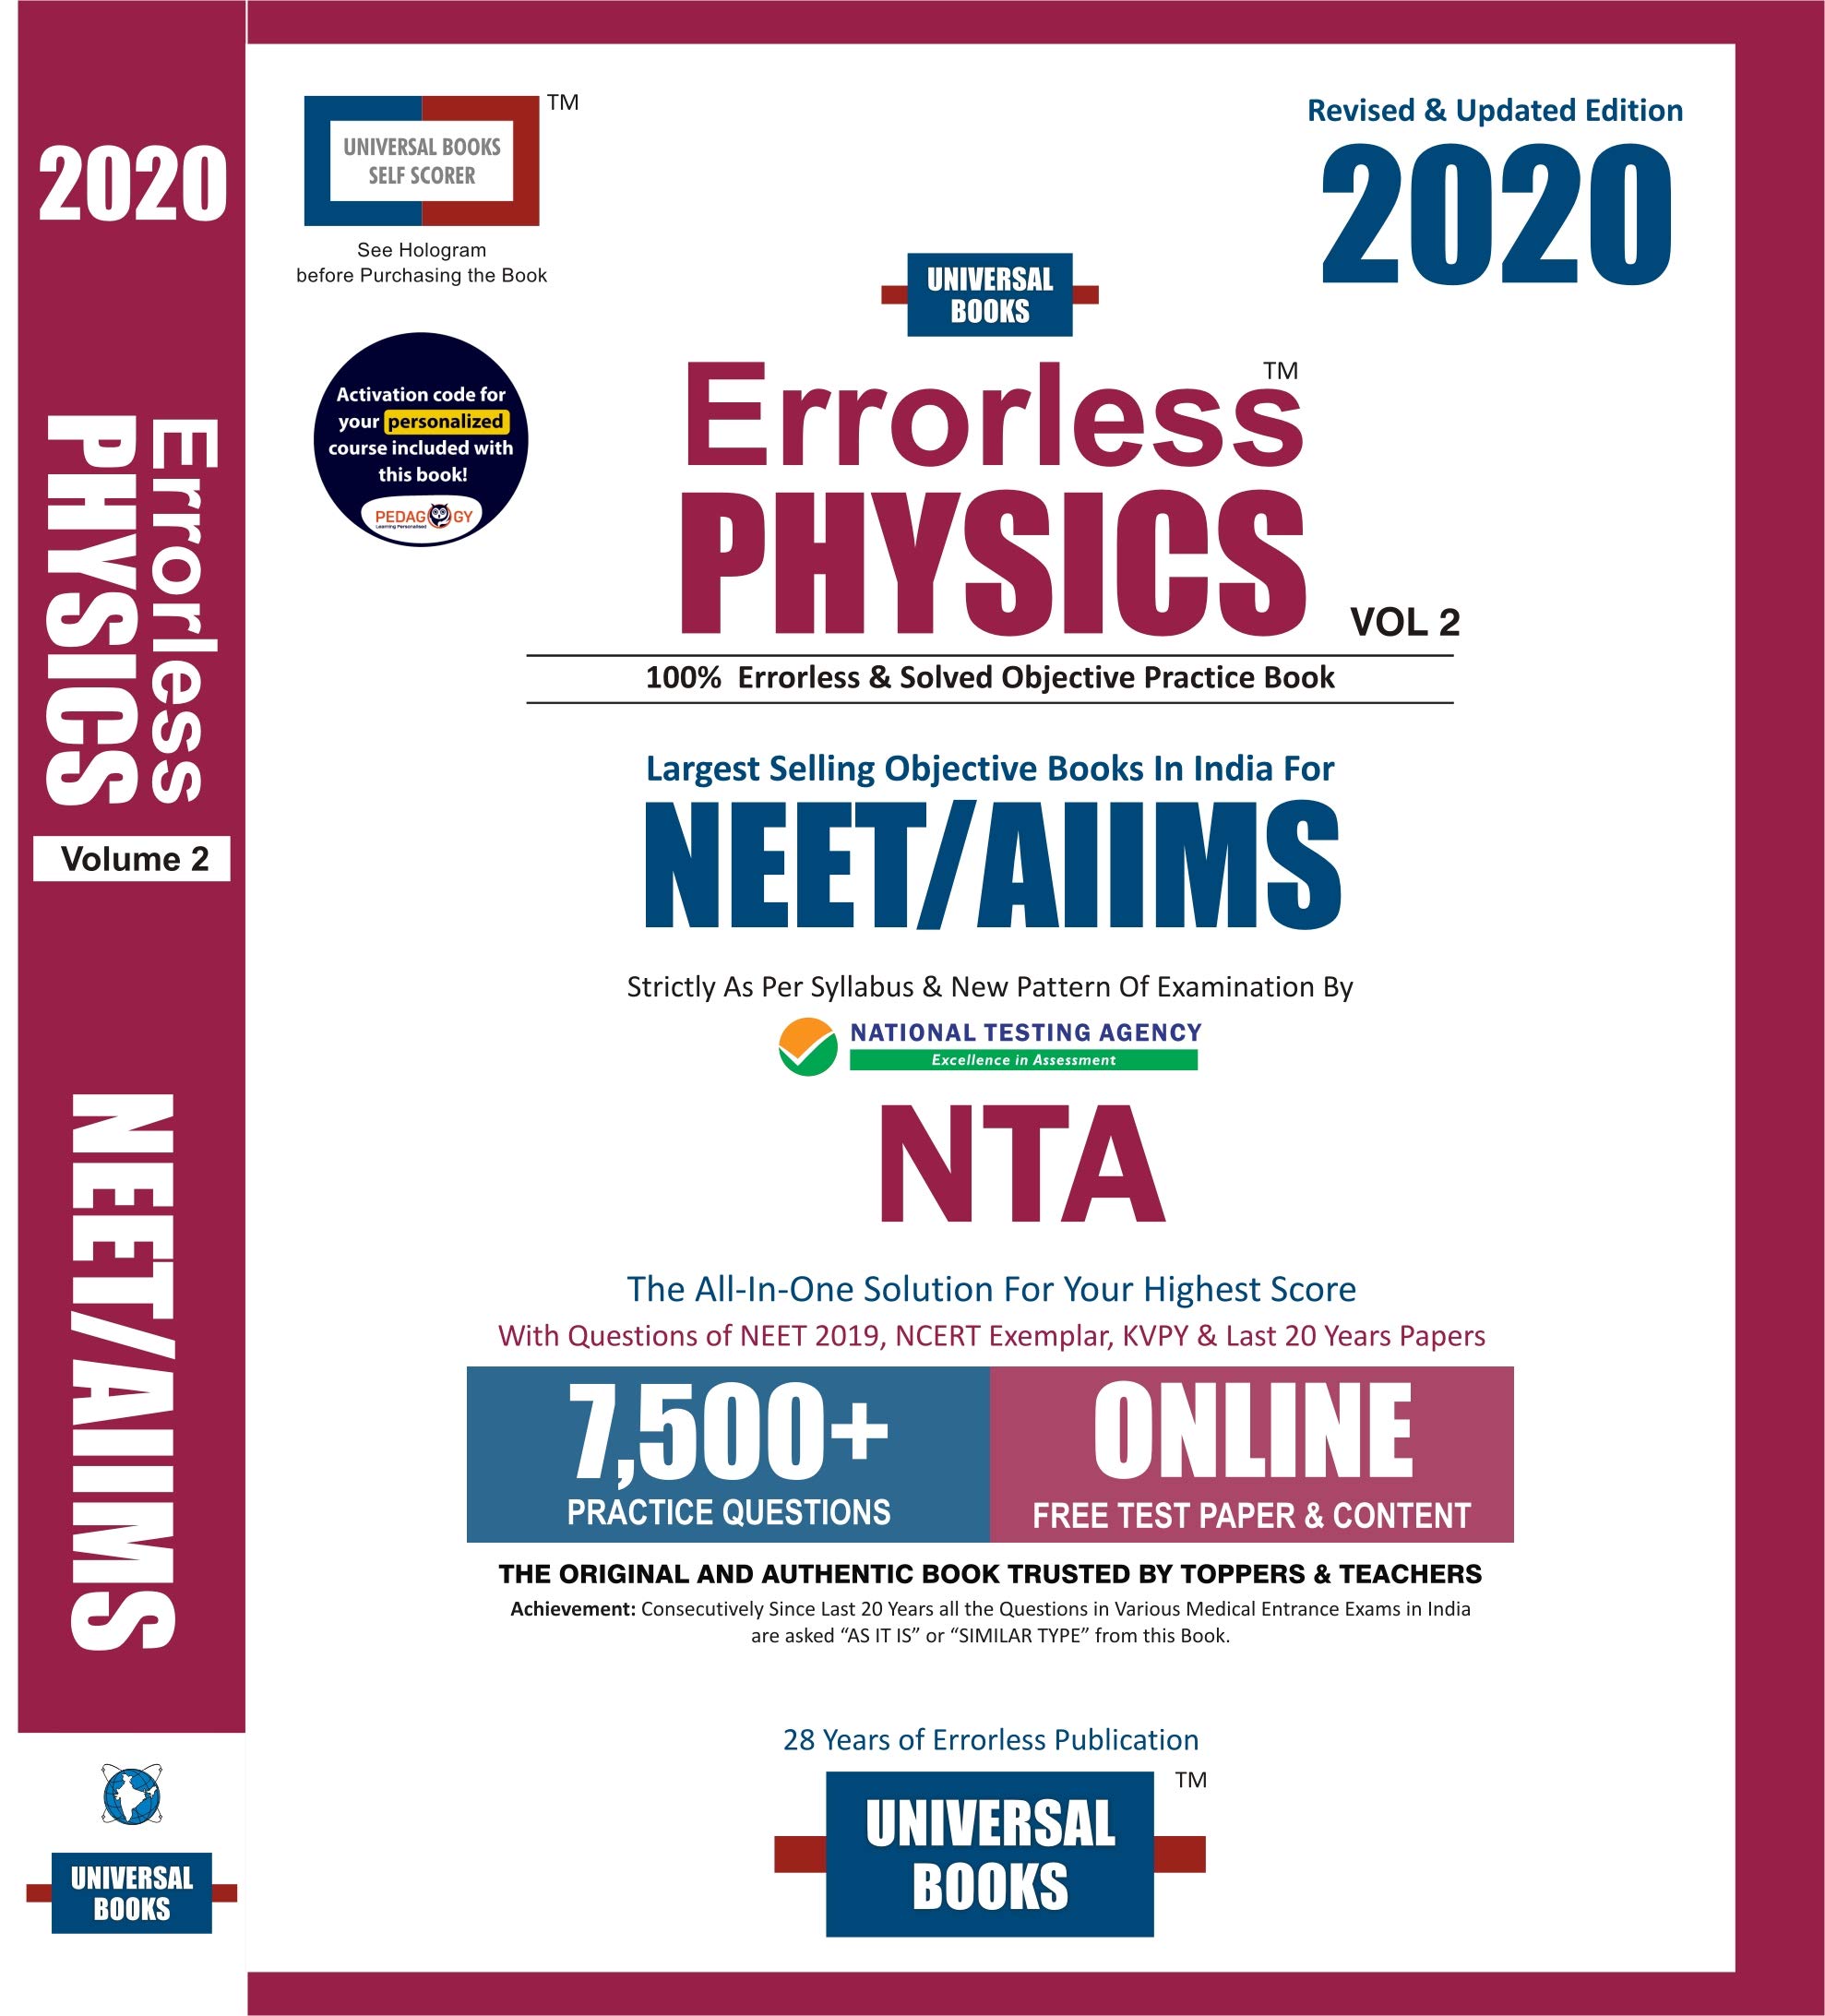 2020
Errorless
PHYSICS
Volume 2
NEET/AIIMS
UNIVERSAL
BOOKS
UNIVERSAL BOOKS
SELF SCORER
TM
See Hologram
before Purchasing the Book
Revised & Updated Edition
2020
UNIVERSAL
BOOKS
Activation code for
your personalized
course included with
this book!
PEDAGOGY
Learning Personalised
Errorless TM
PHYSICS
VOL 2
100% Errorless & Solved Objective Practice Book
Largest Selling Objective Books In India For
NEET/AIIMS
Strictly As Per Syllabus & New Pattern Of Examination By
NATIONAL TESTING AGENCY
Excellence in Assessment
NTA
The All-In-One Solution For Your Highest Score
With Questions of NEET 2019, NCERT Exemplar, KVPY & Last 20 Years Papers
7,500+
PRACTICE QUESTIONS
ONLINE
FREE TEST PAPER & CONTENT
THE ORIGINAL AND AUTHENTIC BOOK TRUSTED BY TOPPERS & TEACHERS
Achievement: Consecutively Since Last 20 Years all the Questions in Various Medical Entrance Exams in India
are asked “AS IT IS” or “SIMILAR TYPE” from this Book.
28 Years of Errorless Publication
UNIVERSAL
BOOKS
TM